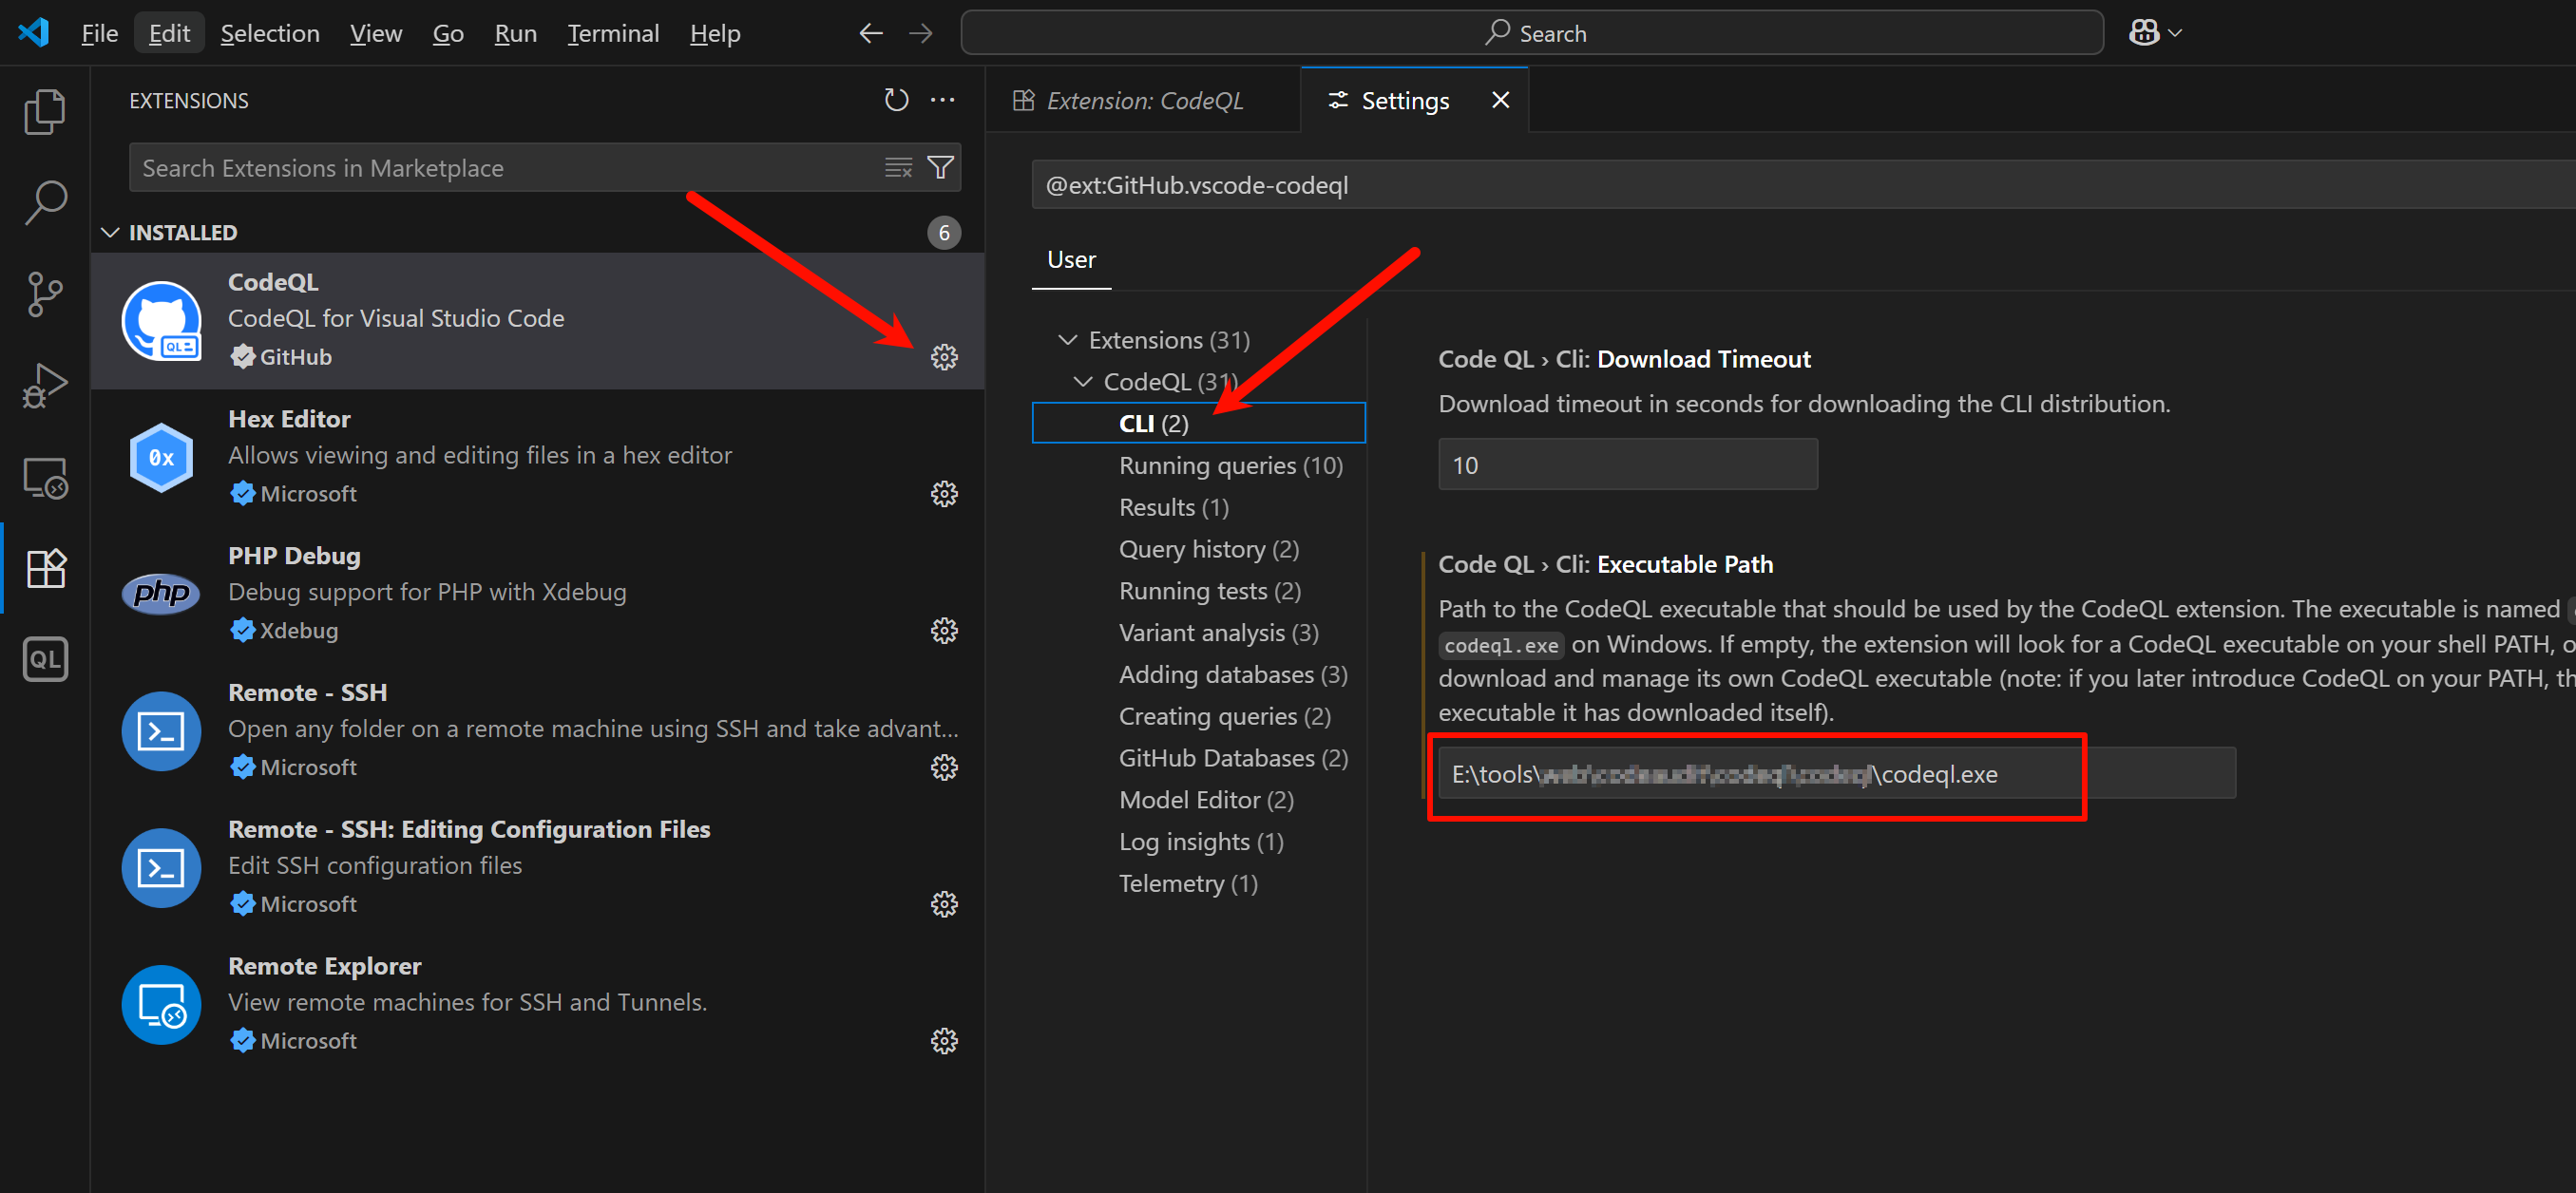 File Edit Selection View Go Run Terminal Help
Search
EXTENSIONS
Search Extensions in Marketplace
INSTALLED 6
CodeQL
CodeQL for Visual Studio Code
GitHub
QL
Hex Editor
Allows viewing and editing files in a hex editor
Microsoft
0x
PHP Debug
Debug support for PHP with Xdebug
Xdebug
php
Remote - SSH
Open any folder on a remote machine using SSH and take advant...
Microsoft
Remote - SSH: Editing Configuration Files
Edit SSH configuration files
Microsoft
Remote Explorer
View remote machines for SSH and Tunnels.
Microsoft
QL
Extension: CodeQL
Settings
@ext:GitHub.vscode-codeql
User
Extensions (31)
CodeQL (31)
CLI (2)
Running queries (10)
Results (1)
Query history (2)
Running tests (2)
Variant analysis (3)
Adding databases (3)
Creating queries (2)
GitHub Databases (2)
Model Editor (2)
Log insights (1)
Telemetry (1)
Code QL › Cli: Download Timeout
Download timeout in seconds for downloading the CLI distribution.
10
Code QL › Cli: Executable Path
Path to the CodeQL executable that should be used by the CodeQL extension. The executable is named
codeql.exe on Windows. If empty, the extension will look for a CodeQL executable on your shell PATH, o
download and manage its own CodeQL executable (note: if you later introduce CodeQL on your PATH, th
executable it has downloaded itself).
E:\tools\ \codeql.exe